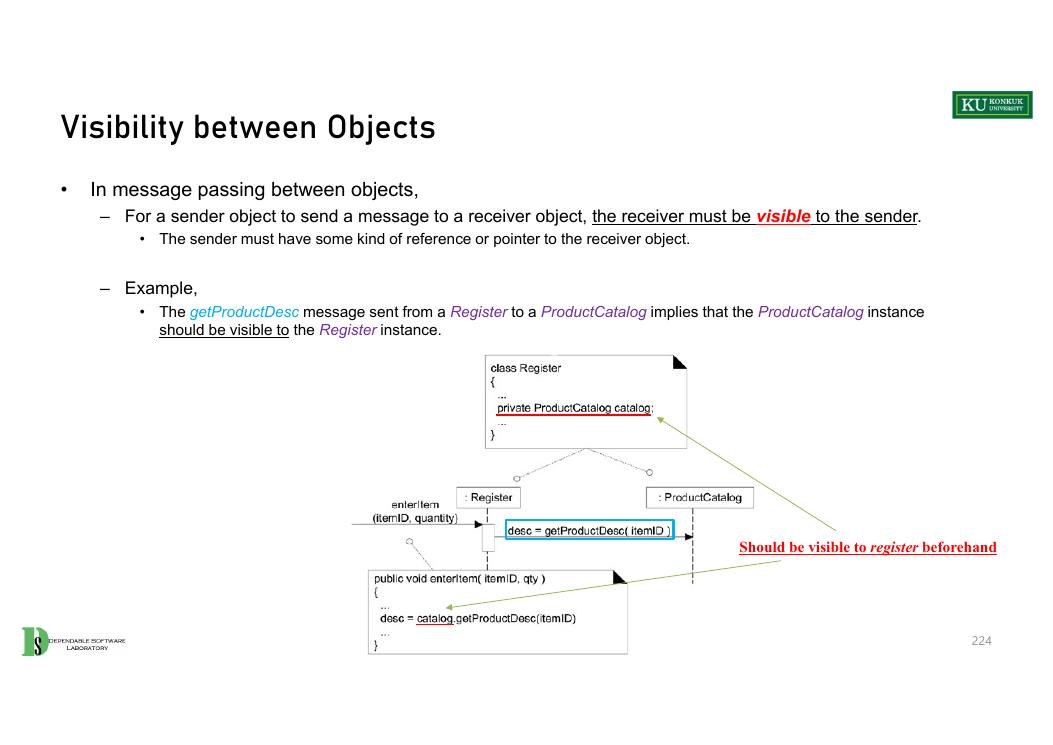 KU KONKUK
UNIVERSITY
Visibility between Objects
• In message passing between objects,
– For a sender object to send a message to a receiver object, the receiver must be visible to the sender.
• The sender must have some kind of reference or pointer to the receiver object.
– Example,
• The getProductDesc message sent from a Register to a ProductCatalog implies that the ProductCatalog instance
should be visible to the Register instance.
class Register
{
...
private ProductCatalog catalog;
...
}
: Register
: ProductCatalog
enterItem
(itemID, quantity)
desc = getProductDesc( itemID )
Should be visible to register beforehand
public void enterItem( itemID, qty )
{
...
desc = catalog.getProductDesc(itemID)
...
}
DS DEPENDABLE SOFTWARE
LABORATORY
224